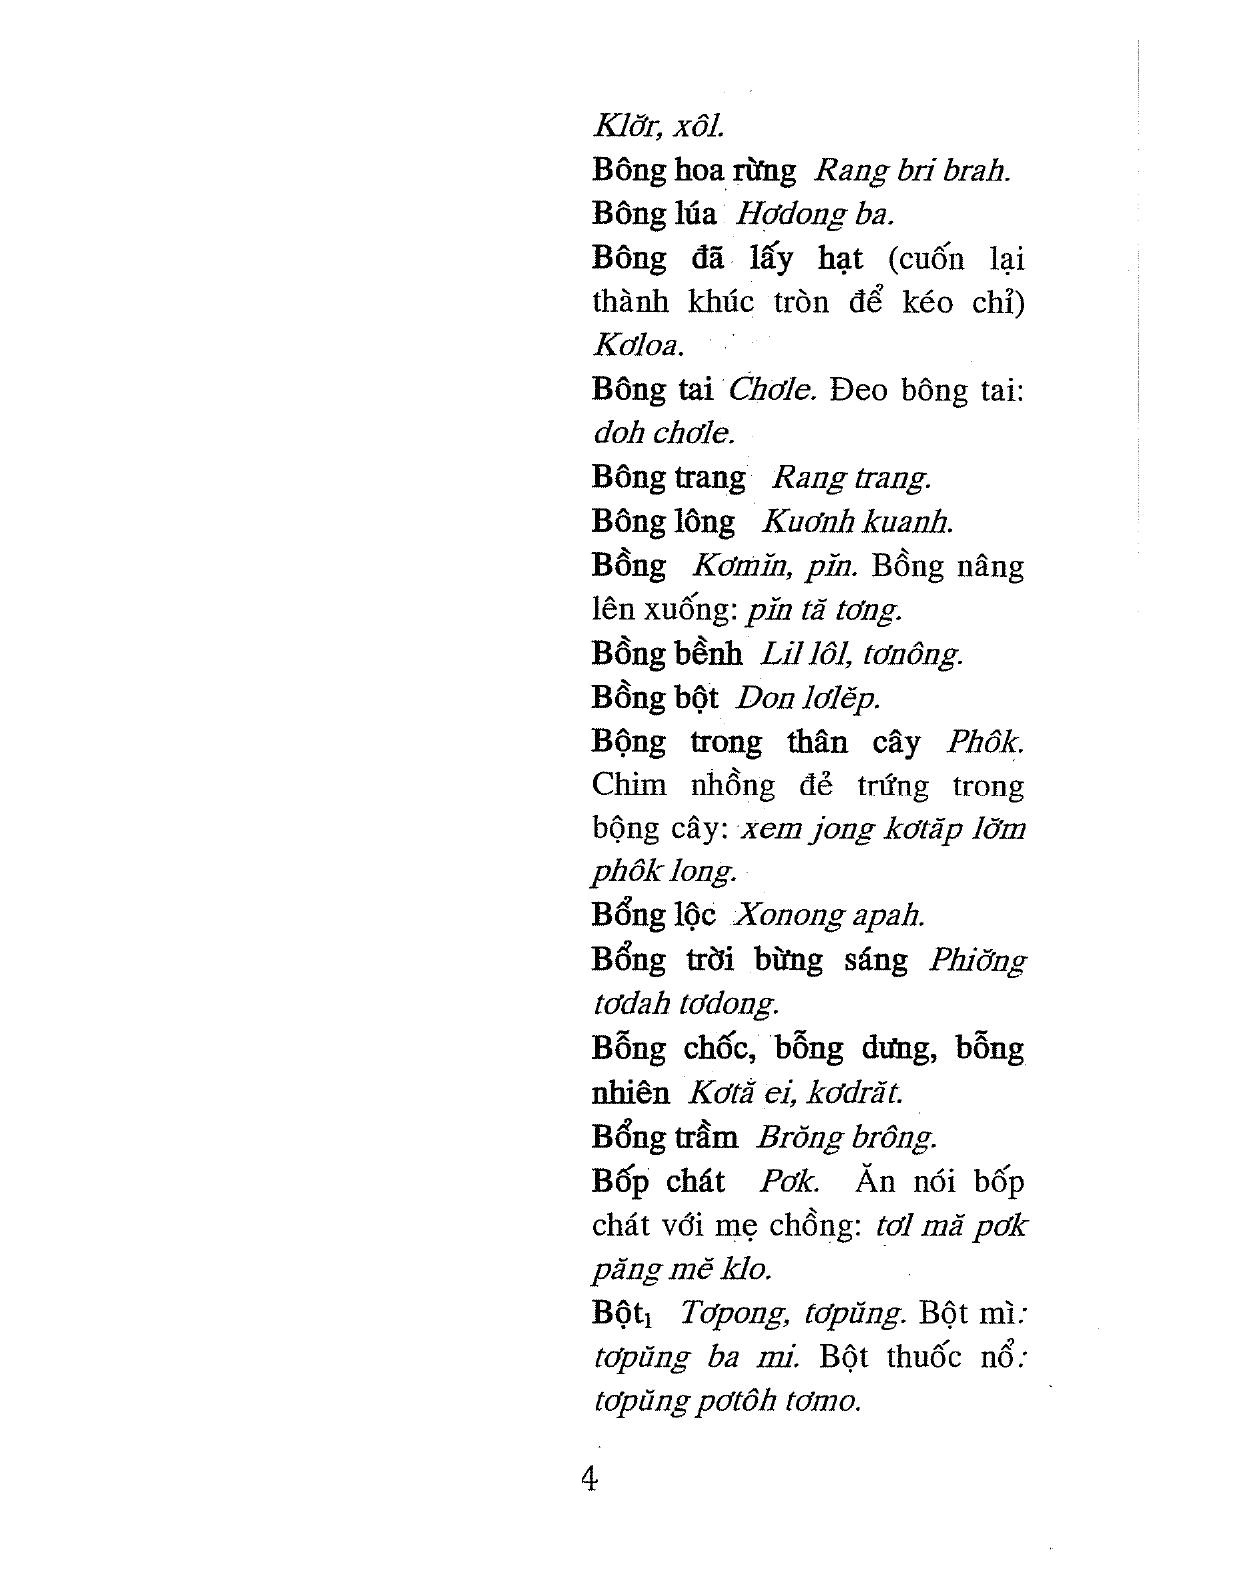 Klơ̆r, xôl.
Bông hoa rừng Rang bri brah.
Bông lúa Hơdong ba.
Bông đã lấy hạt (cuốn lại
thành khúc tròn để kéo chỉ)
Kơloa.
Bông tai Chơle. Đeo bông tai:
doh chơle.
Bông trang Rang trang.
Bông lông Kuơnh kuanh.
Bồng Kơmĭn, pĭn. Bồng nâng
lên xuống: pĭn tă tơng.
Bồng bềnh Lil lôl, tơnông.
Bồng bột Don lơlĕp.
Bộng trong thân cây Phôk.
Chim nhồng đẻ trứng trong
bộng cây: xem jong kơtăp lơ̆m
phôk long.
Bổng lộc Xonong apah.
Bổng trời bừng sáng Phiơ̆ng
tơdah tơdong.
Bỗng chốc, bỗng dưng, bỗng
nhiên Kơtă ei, kơdrăt.
Bổng trầm Brŏng brông.
Bốp chát Pơk. Ăn nói bốp
chát với mẹ chồng: tơl mă pơk
păng mĕ klo.
Bột₁ Tơpong, tơpŭng. Bột mì:
tơpŭng ba mi. Bột thuốc nổ:
tơpŭng pơtôh tơmo.
4